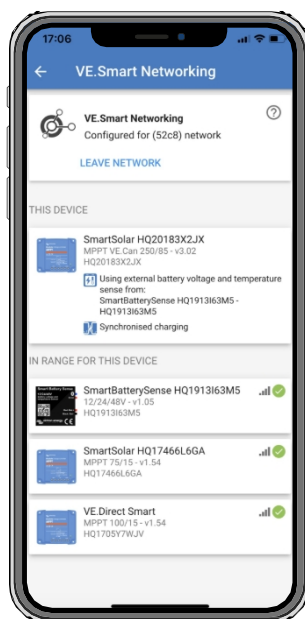 17:06
VE.Smart Networking
VE.Smart Networking
Configured for (52c8) network
LEAVE NETWORK
THIS DEVICE
SmartSolar HQ20183X2JX
MPPT VE.Can 250/85 - v3.02
HQ20183X2JX
Using external battery voltage and temperature
sense from:
SmartBatterySense HQ1913I63M5 -
HQ1913I63M5
Synchronised charging
IN RANGE FOR THIS DEVICE
SmartBatterySense HQ1913I63M5
12/24/48V - v1.05
HQ1913I63M5
SmartSolar HQ17466L6GA
MPPT 75/15 - v1.54
HQ17466L6GA
VE.Direct Smart
MPPT 100/15 - v1.54
HQ1705Y7WJV